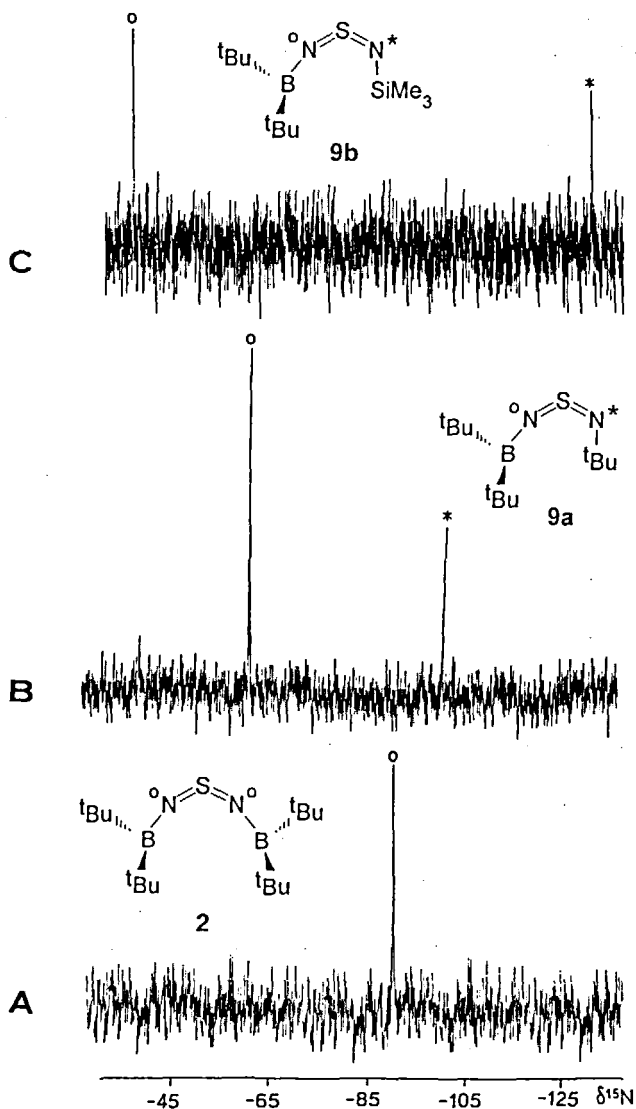 o
o N S N *
tBu B SiMe3
tBu
9b
*
C
o
o N S N *
tBu B tBu
tBu
9a
*
B
o
o N S N o
tBu B B tBu
tBu tBu
2
A
-45 -65 -85 -105 -125 δ15N